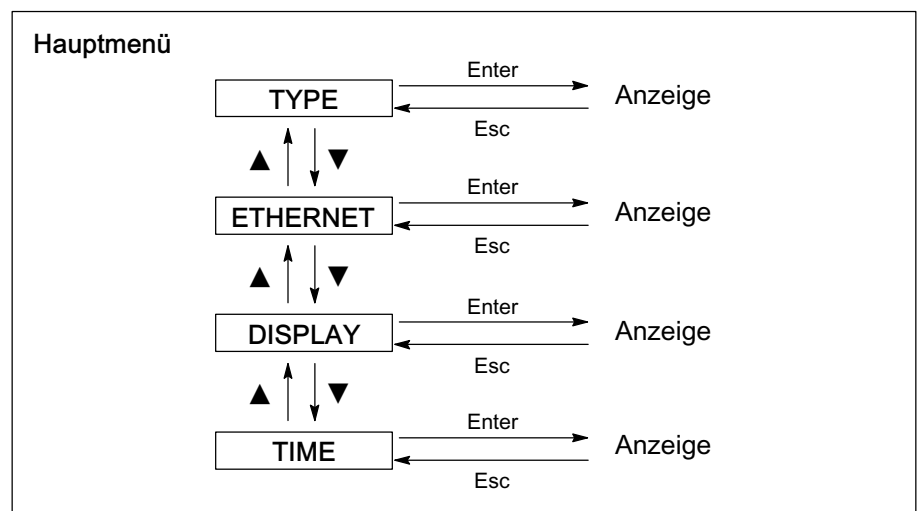 Hauptmenü
Enter
TYPE
Anzeige
Esc
▲ ▼
Enter
ETHERNET
Anzeige
Esc
▲ ▼
Enter
DISPLAY
Anzeige
Esc
▲ ▼
Enter
TIME
Anzeige
Esc